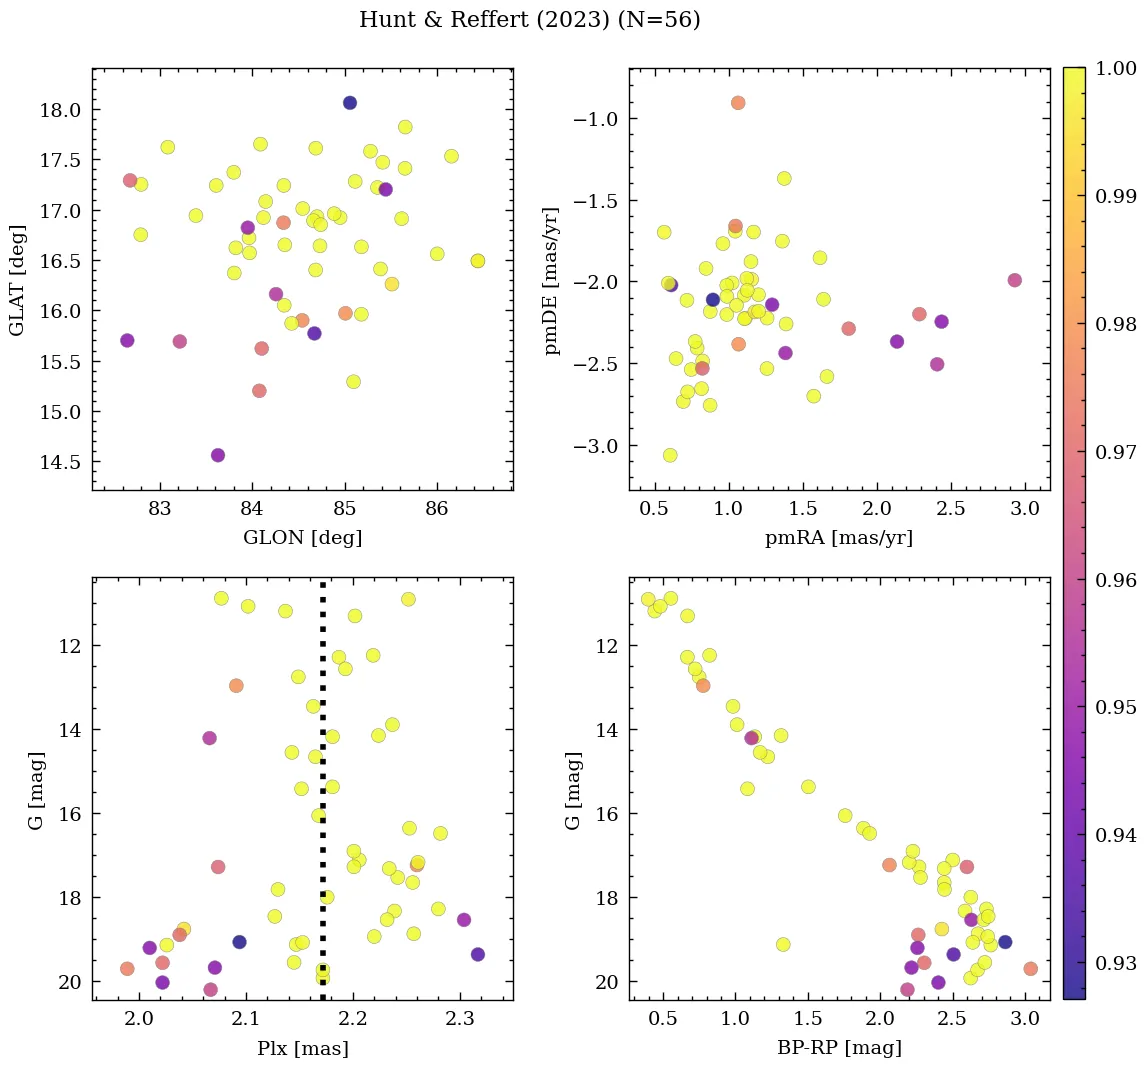 Hunt & Reffert (2023) (N=56)
18.0
17.5
17.0
16.5
16.0
15.5
15.0
14.5
GLAT [deg]
83 84 85 86
GLON [deg]
−1.0
−1.5
−2.0
−2.5
−3.0
pmDE [mas/yr]
0.5 1.0 1.5 2.0 2.5 3.0
pmRA [mas/yr]
12
14
16
18
20
G [mag]
2.0 2.1 2.2 2.3
Plx [mas]
12
14
16
18
20
G [mag]
0.5 1.0 1.5 2.0 2.5 3.0
BP-RP [mag]
1.00
0.99
0.98
0.97
0.96
0.95
0.94
0.93